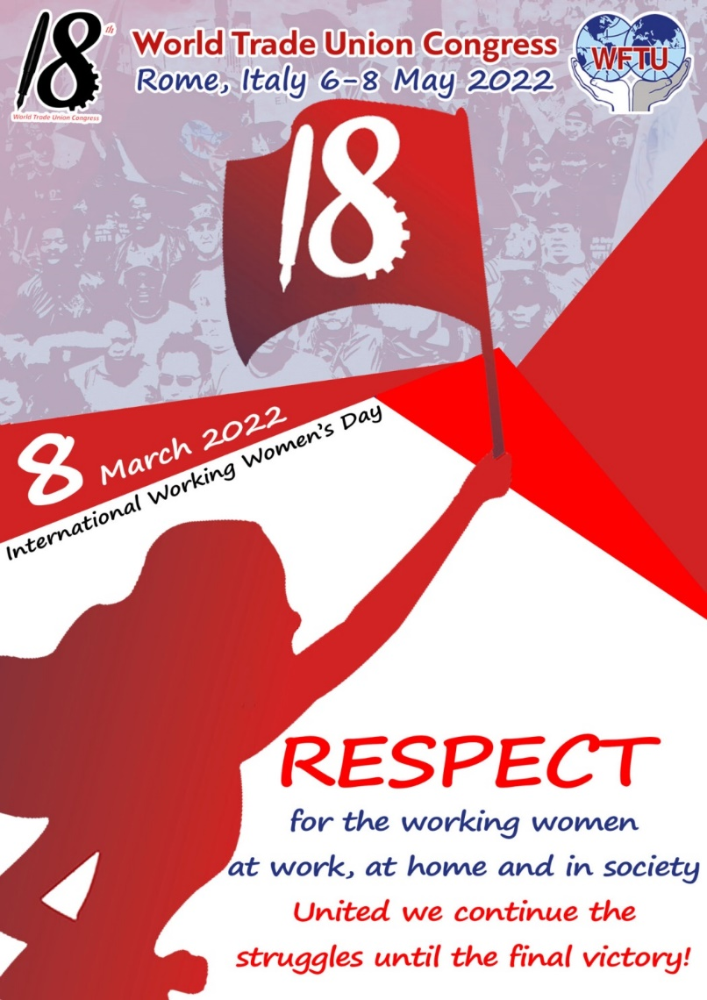 18th
World Trade Union Congress
World Trade Union Congress
Rome, Italy 6-8 May 2022
WFTU
18
8 March 2022
International Working Women's Day
RESPECT
for the working women
at work, at home and in society
United we continue the
struggles until the final victory!